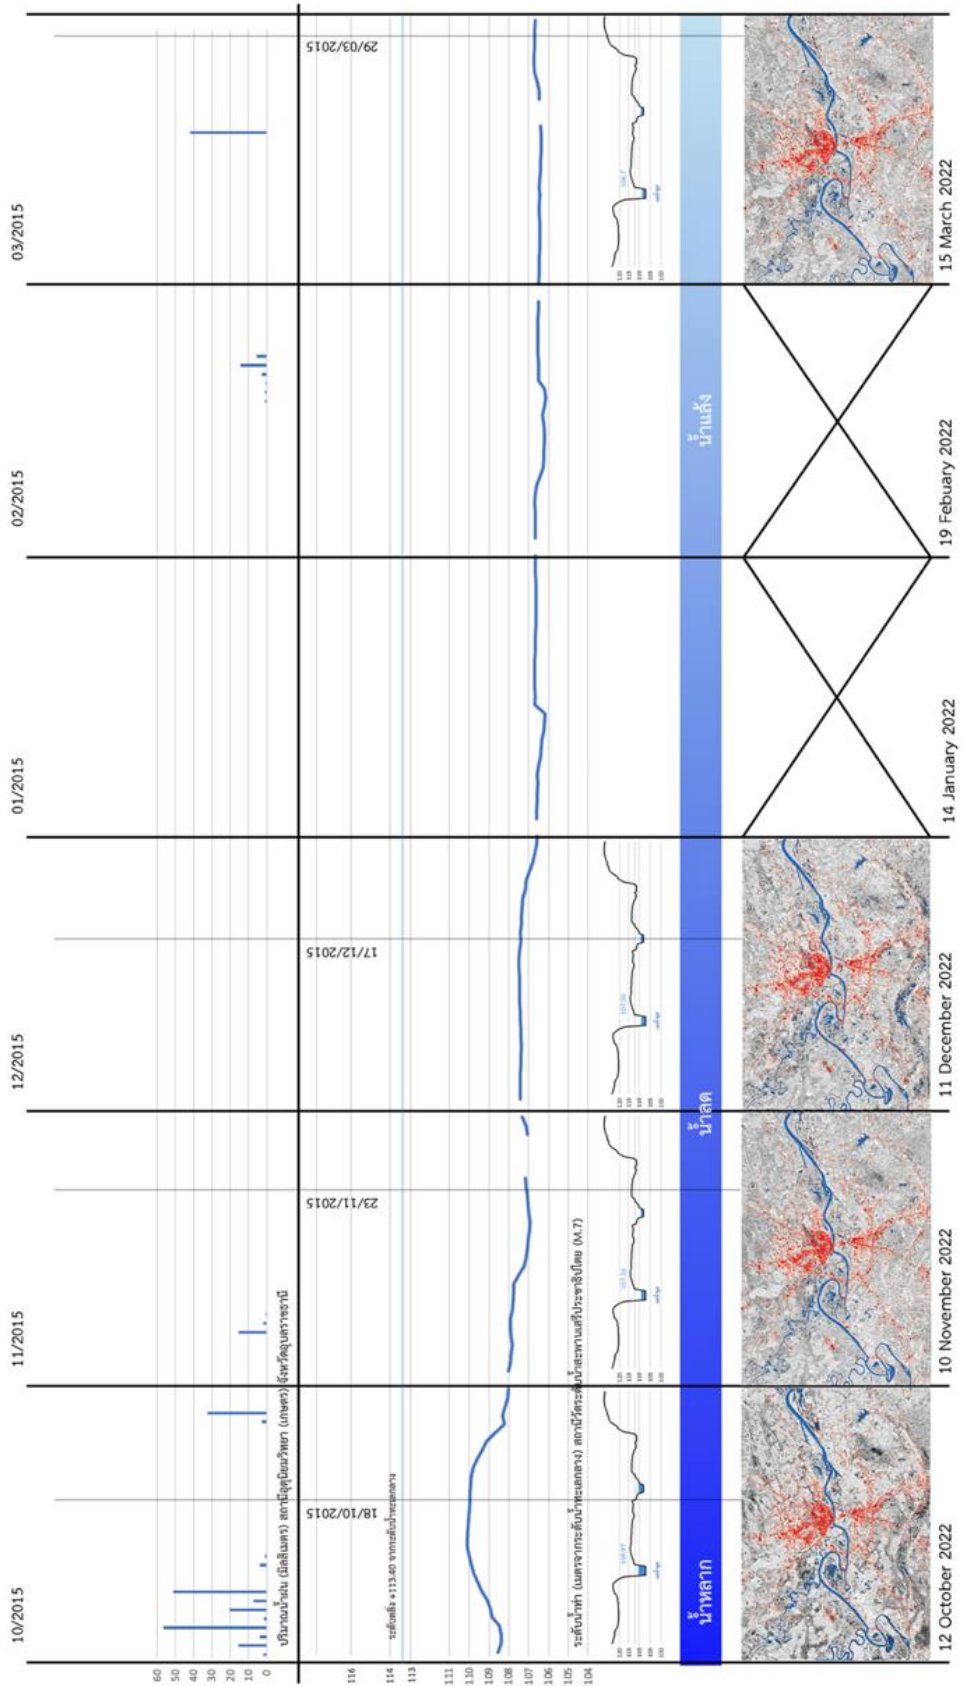 10/2015 11/2015 12/2015 01/2015 02/2015 03/2015
60
50
40
30
20
10
0
ปริมาณน้ำฝน (มิลลิเมตร) สถานีอุตุนิยมวิทยา (เกษตร) จังหวัดอุบลราชธานี
18/10/2015 23/11/2015 17/12/2015 29/03/2015
116
114
113
111
110
109
108
107
106
105
104
ระดับตลิ่ง +113.40 จากระดับน้ำทะเลกลาง
ระดับน้ำท่า (เมตรจากระดับน้ำทะเลกลาง) สถานีวัดระดับน้ำสะพานเสรีประชาธิปไตย (M.7)
น้ำหลาก น้ำลด น้ำแล้ง
12 October 2022 10 November 2022 11 December 2022 14 January 2022 19 Febuary 2022 15 March 2022